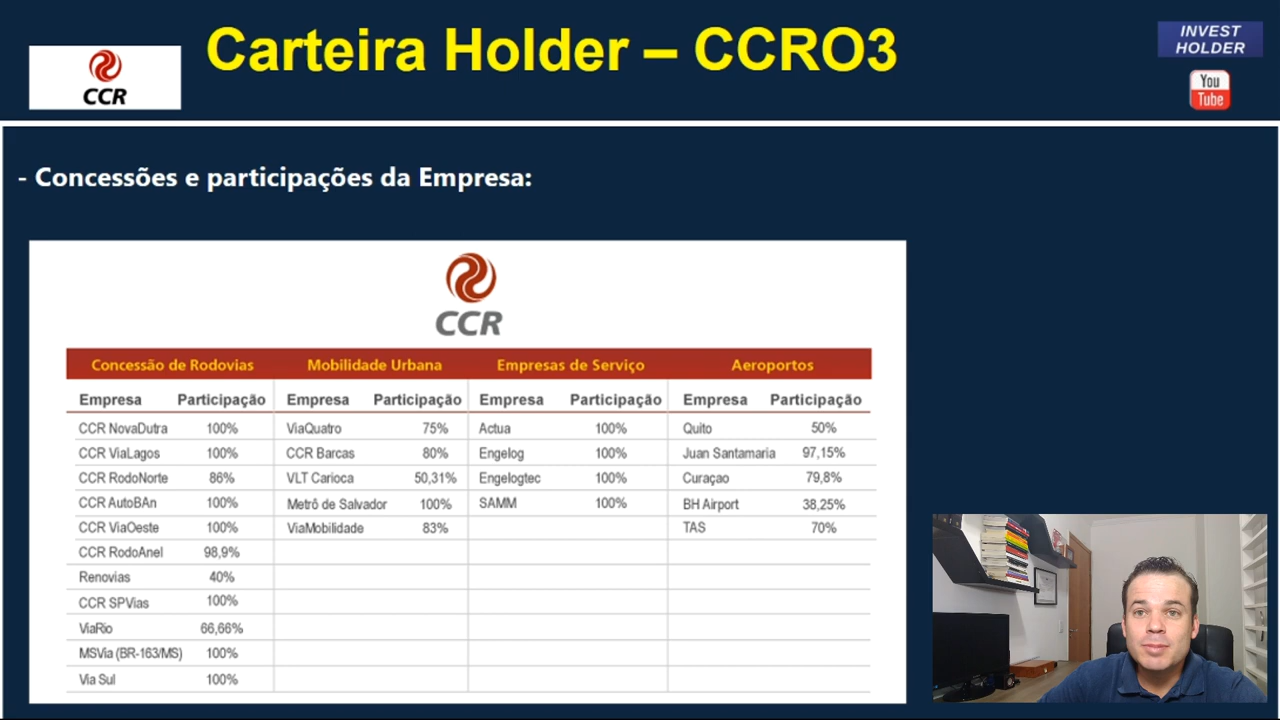 Carteira Holder – CCRO3
CCR
INVEST
HOLDER
You
Tube
- Concessões e participações da Empresa:
CCR
Concessão de Rodovias Mobilidade Urbana Empresas de Serviço Aeroportos
Empresa Participação Empresa Participação Empresa Participação Empresa Participação
CCR NovaDutra 100% ViaQuatro 75% Actua 100% Quito 50%
CCR ViaLagos 100% CCR Barcas 80% Engelog 100% Juan Santamaria 97,15%
CCR RodoNorte 86% VLT Carioca 50,31% Engelogtec 100% Curaçao 79,8%
CCR AutoBAn 100% Metrô de Salvador 100% SAMM 100% BH Airport 38,25%
CCR ViaOeste 100% ViaMobilidade 83% TAS 70%
CCR RodoAnel 98,9%
Renovias 40%
CCR SPVias 100%
ViaRio 66,66%
MSVia (BR-163/MS) 100%
Via Sul 100%